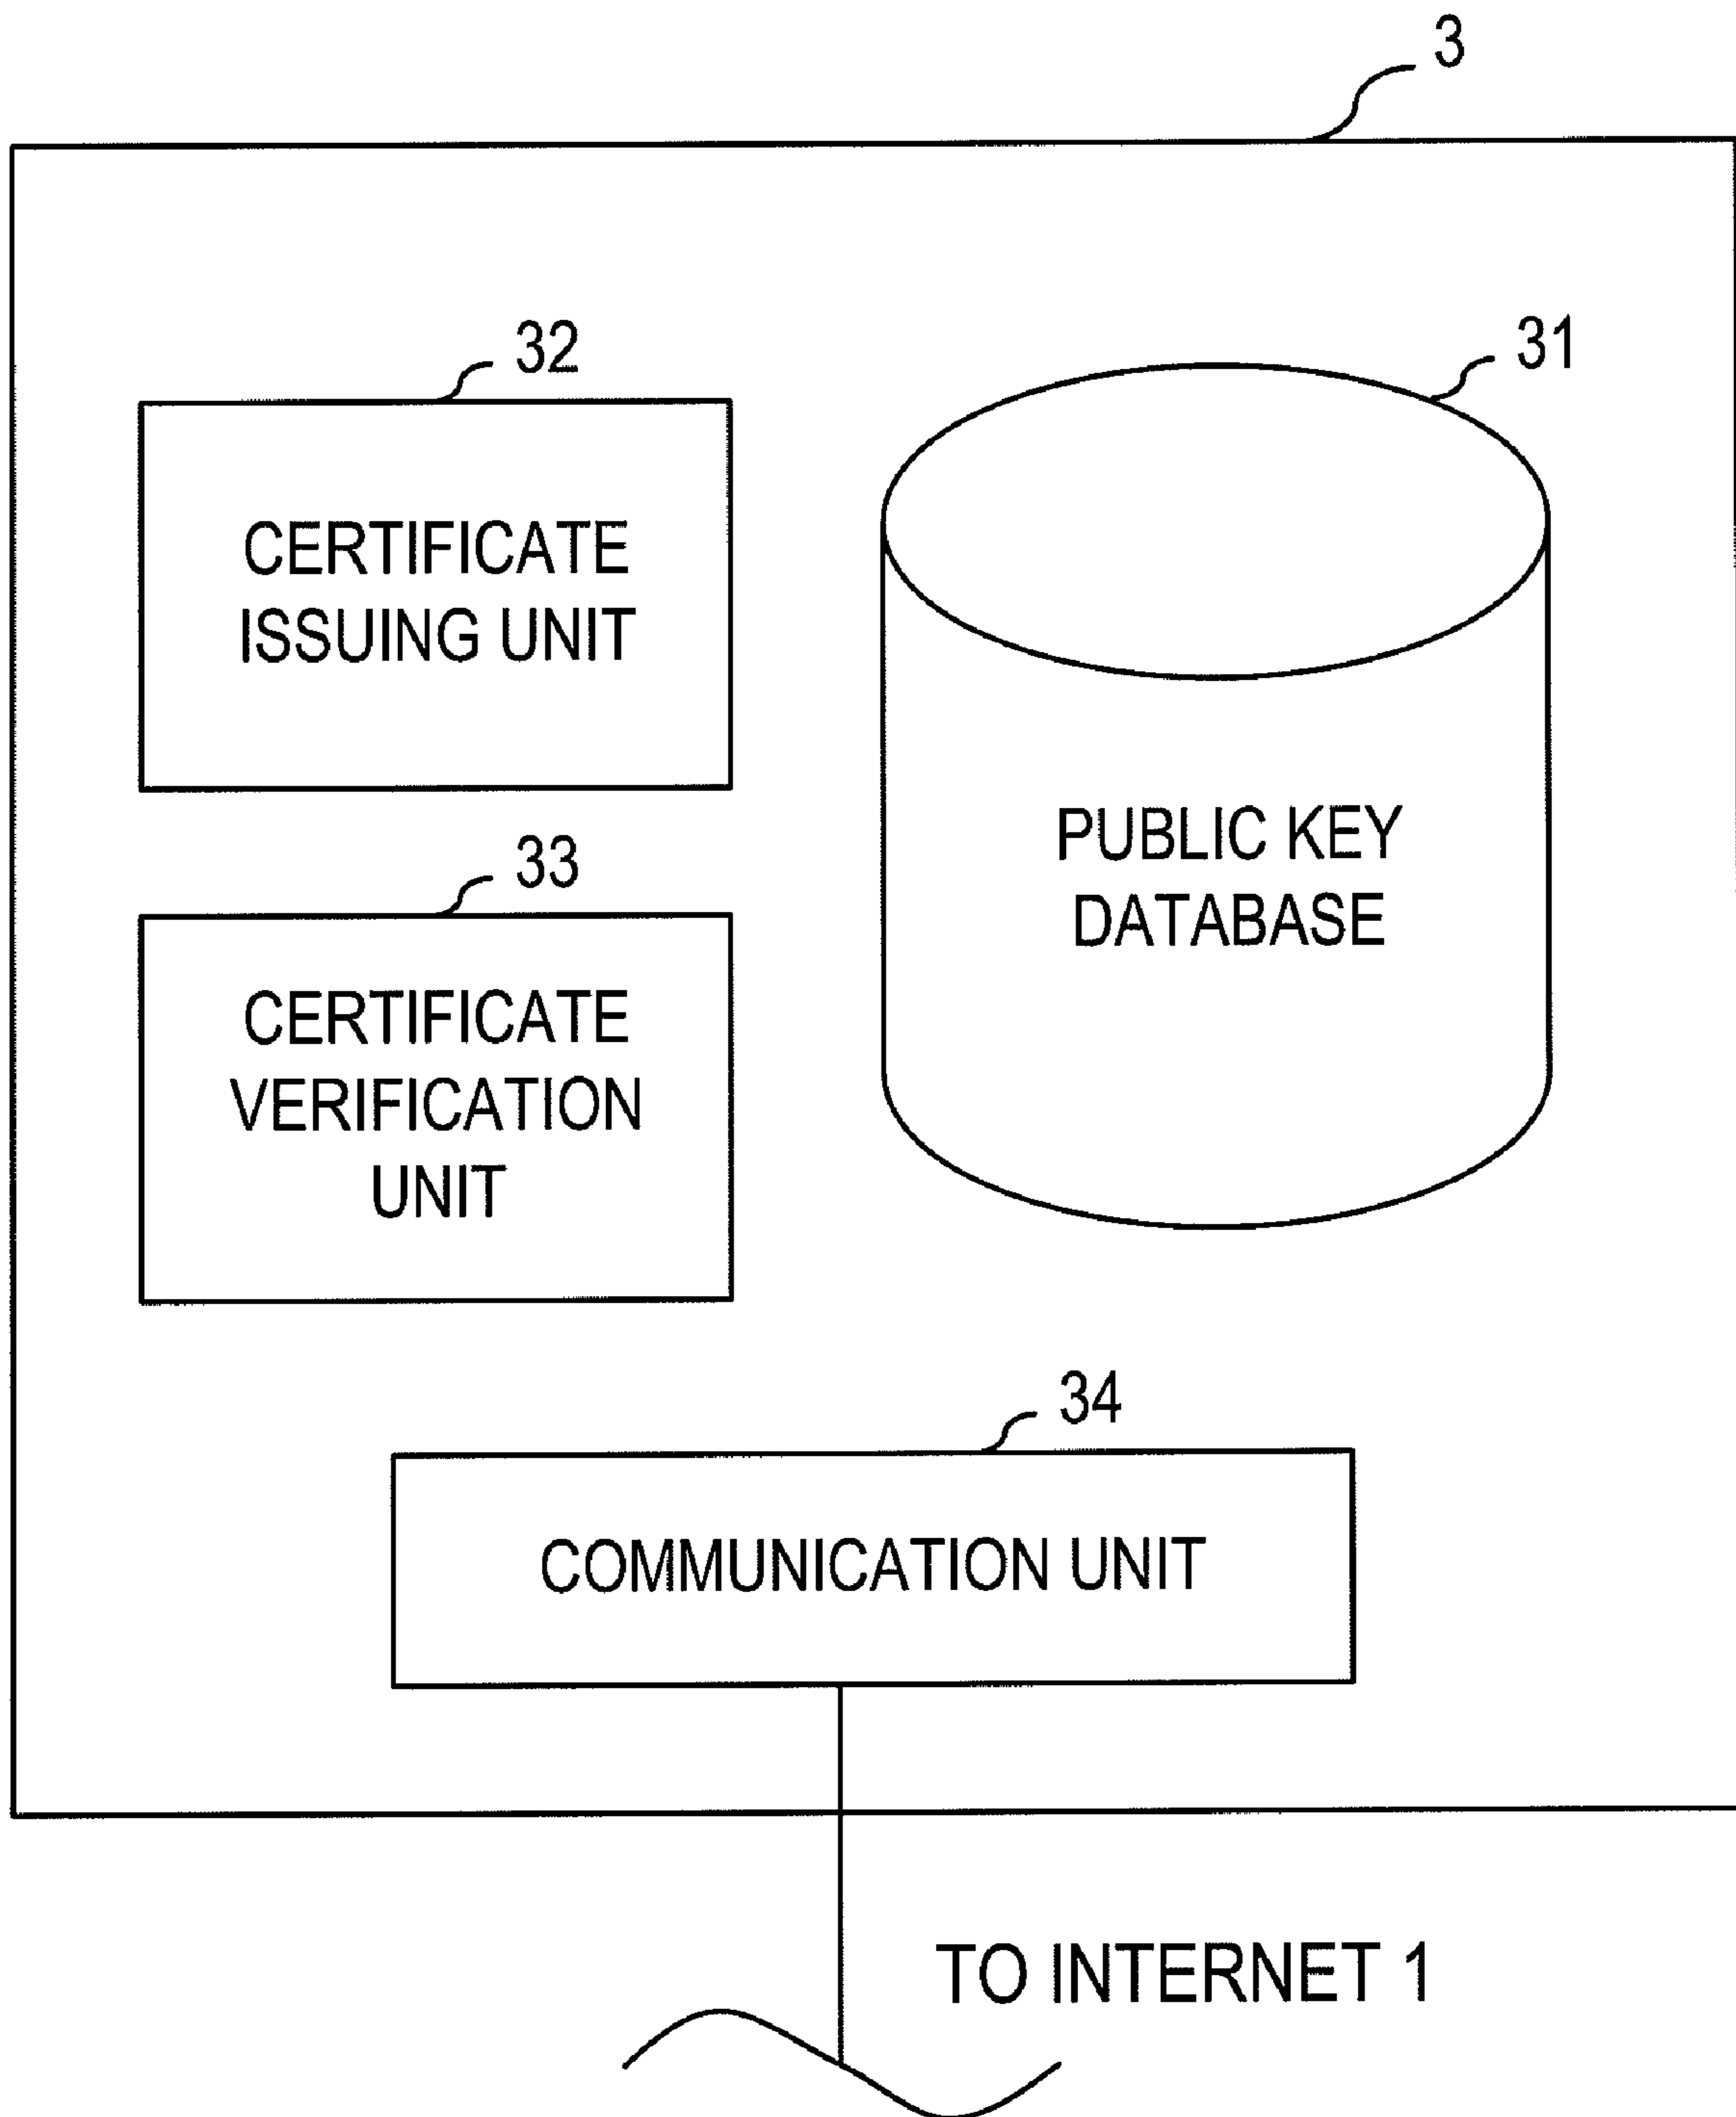 3
32
CERTIFICATE
ISSUING UNIT
31
PUBLIC KEY
DATABASE
33
CERTIFICATE
VERIFICATION
UNIT
34
COMMUNICATION UNIT
TO INTERNET 1